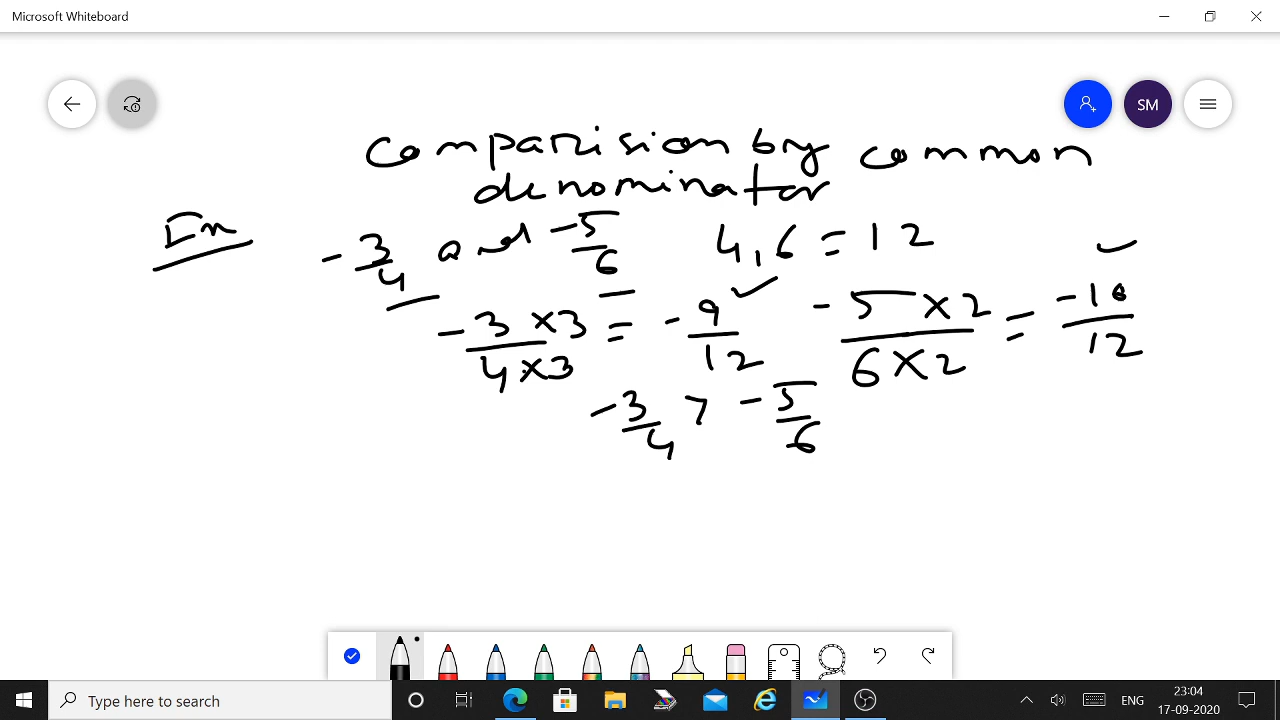 Microsoft Whiteboard
SM
comparision by common
denominator
Ex
-3/4 and -5/6 4,6 = 12
-3×3/4×3 = -9/12 -5×2/6×2 = -10/12
-3/4 > -5/6
Type here to search
ENG
23:04
17-09-2020